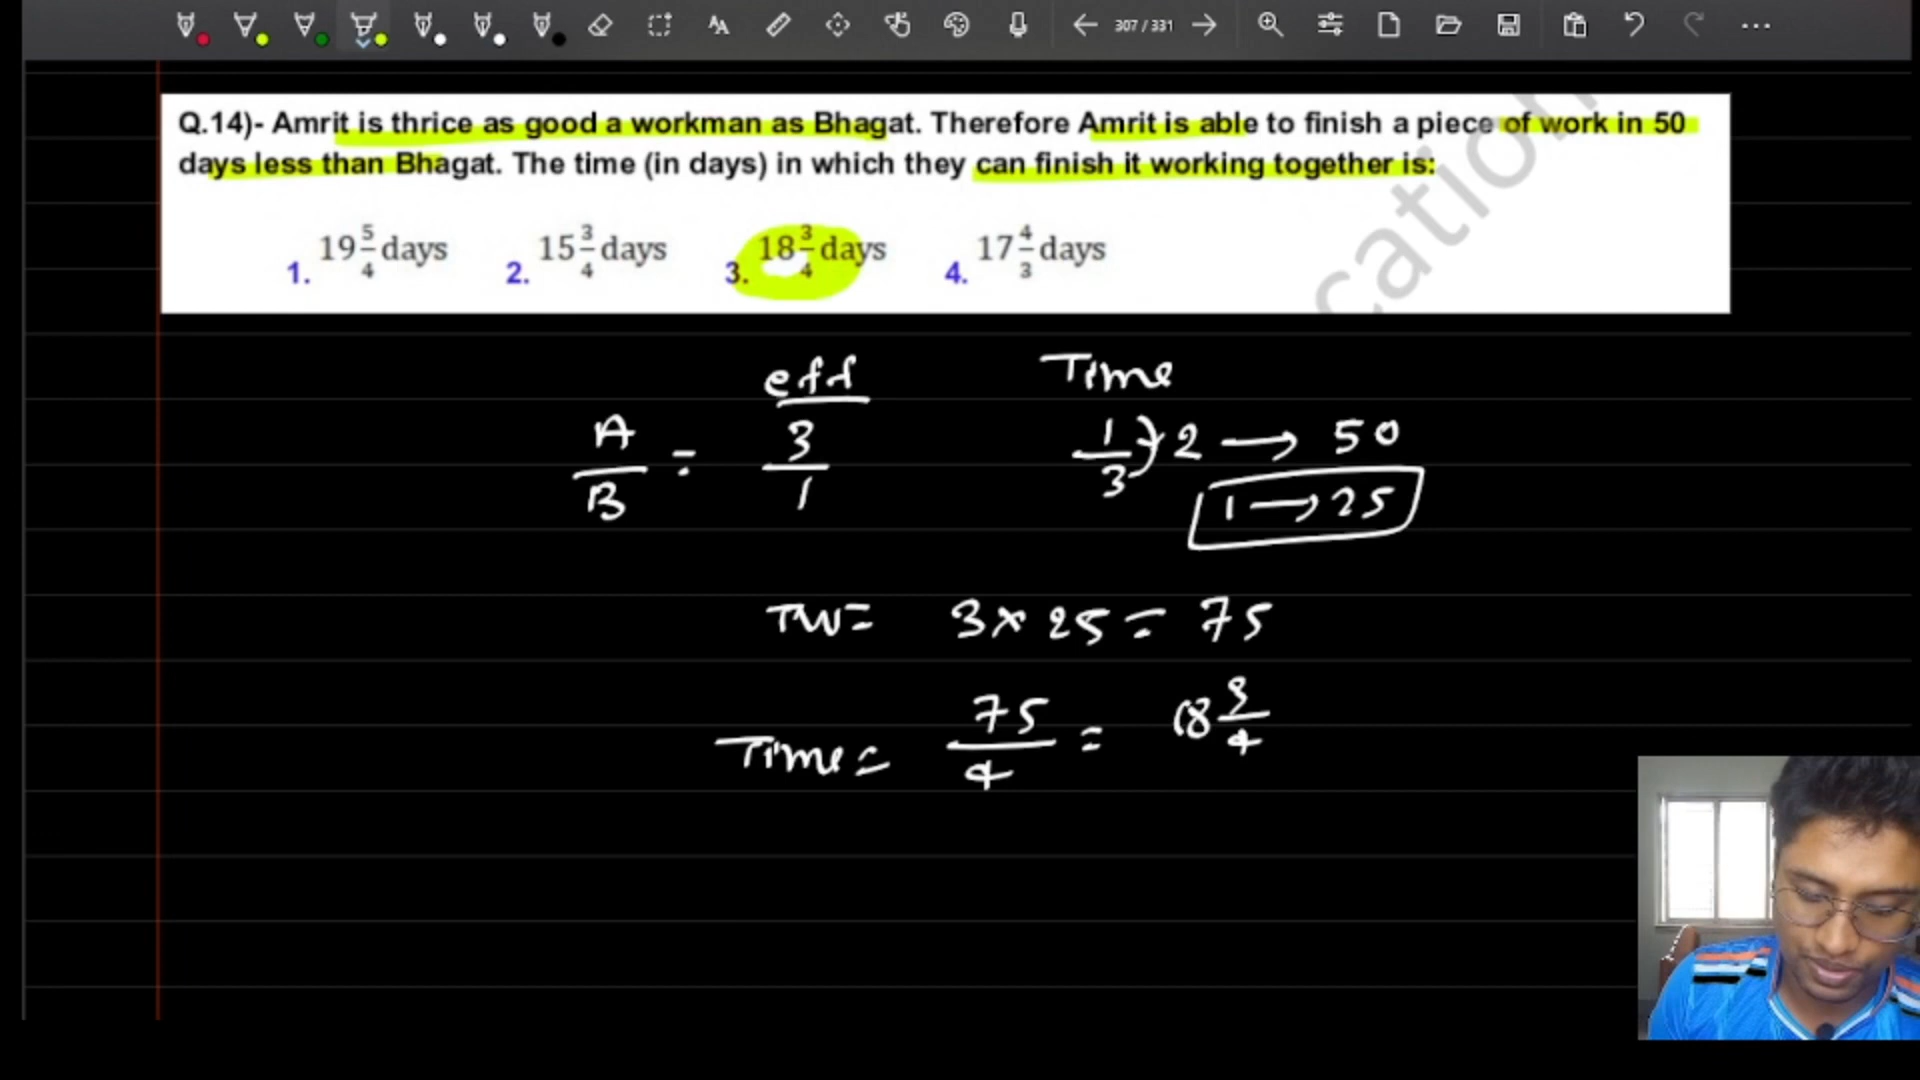 307 / 331
Q.14)- Amrit is thrice as good a workman as Bhagat. Therefore Amrit is able to finish a piece of work in 50
days less than Bhagat. The time (in days) in which they can finish it working together is:
1. 19 5/4 days 2. 15 3/4 days 3. 18 3/4 days 4. 17 4/3 days
cation
eff Time
A/B = 3/1 1/3 } 2 → 50
1 → 25
TW = 3 × 25 = 75
Time = 75/4 = 18 3/4